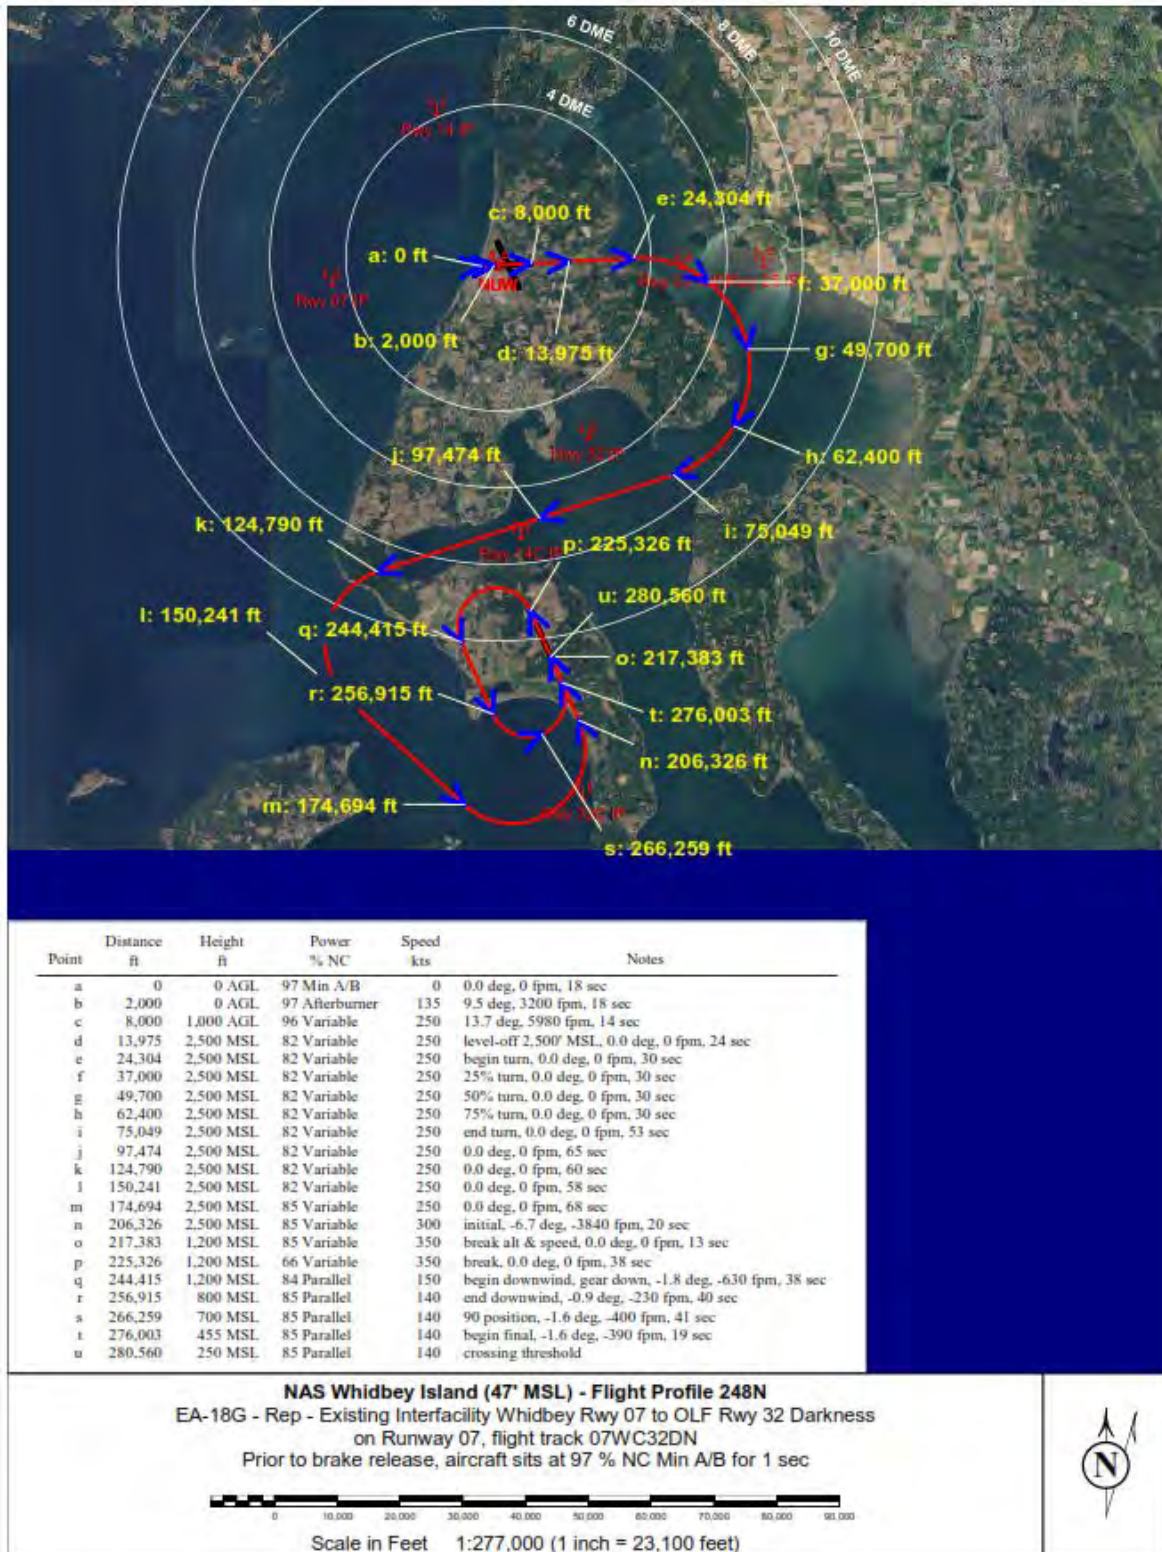 6 DME
8 DME
10 DME
4 DME
e: 24,304 ft
c: 8,000 ft
a: 0 ft
NUW
f: 37,000 ft
b: 2,000 ft
d: 13,975 ft
g: 49,700 ft
j: 97,474 ft
h: 62,400 ft
k: 124,790 ft
i: 75,049 ft
p: 225,326 ft
u: 280,560 ft
l: 150,241 ft
q: 244,415 ft
o: 217,383 ft
r: 256,915 ft
t: 276,003 ft
n: 206,326 ft
m: 174,694 ft
s: 266,259 ft
Point Distance ft Height ft Power % NC Speed kts Notes
a 0 0 AGL 97 Min A/B 0 0.0 deg, 0 fpm, 18 sec
b 2,000 0 AGL 97 Afterburner 135 9.5 deg, 3200 fpm, 18 sec
c 8,000 1,000 AGL 96 Variable 250 13.7 deg, 5980 fpm, 14 sec
d 13,975 2,500 MSL 82 Variable 250 level-off 2,500' MSL, 0.0 deg, 0 fpm, 24 sec
e 24,304 2,500 MSL 82 Variable 250 begin turn, 0.0 deg, 0 fpm, 30 sec
f 37,000 2,500 MSL 82 Variable 250 25% turn, 0.0 deg, 0 fpm, 30 sec
g 49,700 2,500 MSL 82 Variable 250 50% turn, 0.0 deg, 0 fpm, 30 sec
h 62,400 2,500 MSL 82 Variable 250 75% turn, 0.0 deg, 0 fpm, 30 sec
i 75,049 2,500 MSL 82 Variable 250 end turn, 0.0 deg, 0 fpm, 53 sec
j 97,474 2,500 MSL 82 Variable 250 0.0 deg, 0 fpm, 65 sec
k 124,790 2,500 MSL 82 Variable 250 0.0 deg, 0 fpm, 60 sec
l 150,241 2,500 MSL 82 Variable 250 0.0 deg, 0 fpm, 58 sec
m 174,694 2,500 MSL 85 Variable 250 0.0 deg, 0 fpm, 68 sec
n 206,326 2,500 MSL 85 Variable 300 initial, -6.7 deg, -3840 fpm, 20 sec
o 217,383 1,200 MSL 85 Variable 350 break alt & speed, 0.0 deg, 0 fpm, 13 sec
p 225,326 1,200 MSL 66 Variable 350 break, 0.0 deg, 0 fpm, 38 sec
q 244,415 1,200 MSL 84 Parallel 150 begin downwind, gear down, -1.8 deg, -630 fpm, 38 sec
r 256,915 800 MSL 85 Parallel 140 end downwind, -0.9 deg, -230 fpm, 40 sec
s 266,259 700 MSL 85 Parallel 140 90 position, -1.6 deg, -400 fpm, 41 sec
t 276,003 455 MSL 85 Parallel 140 begin final, -1.6 deg, -390 fpm, 19 sec
u 280,560 250 MSL 85 Parallel 140 crossing threshold
NAS Whidbey Island (47' MSL) - Flight Profile 248N
EA-18G - Rep - Existing Interfacility Whidbey Rwy 07 to OLF Rwy 32 Darkness
on Runway 07, flight track 07WC32DN
Prior to brake release, aircraft sits at 97 % NC Min A/B for 1 sec
N
0 10,000 20,000 30,000 40,000 50,000 60,000 70,000 80,000 90,000
Scale in Feet 1:277,000 (1 inch = 23,100 feet)